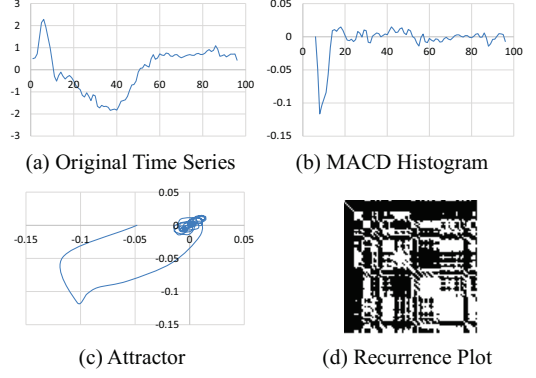 3
2
1
0
-1
-2
-3
0 20 40 60 80 100
(a) Original Time Series
0.05
0
-0.05
-0.1
-0.15
0 20 40 60 80 100
(b) MACD Histogram
0.05
0
-0.05
-0.1
-0.15
-0.15 -0.1 -0.05 0 0.05
(c) Attractor
(d) Recurrence Plot